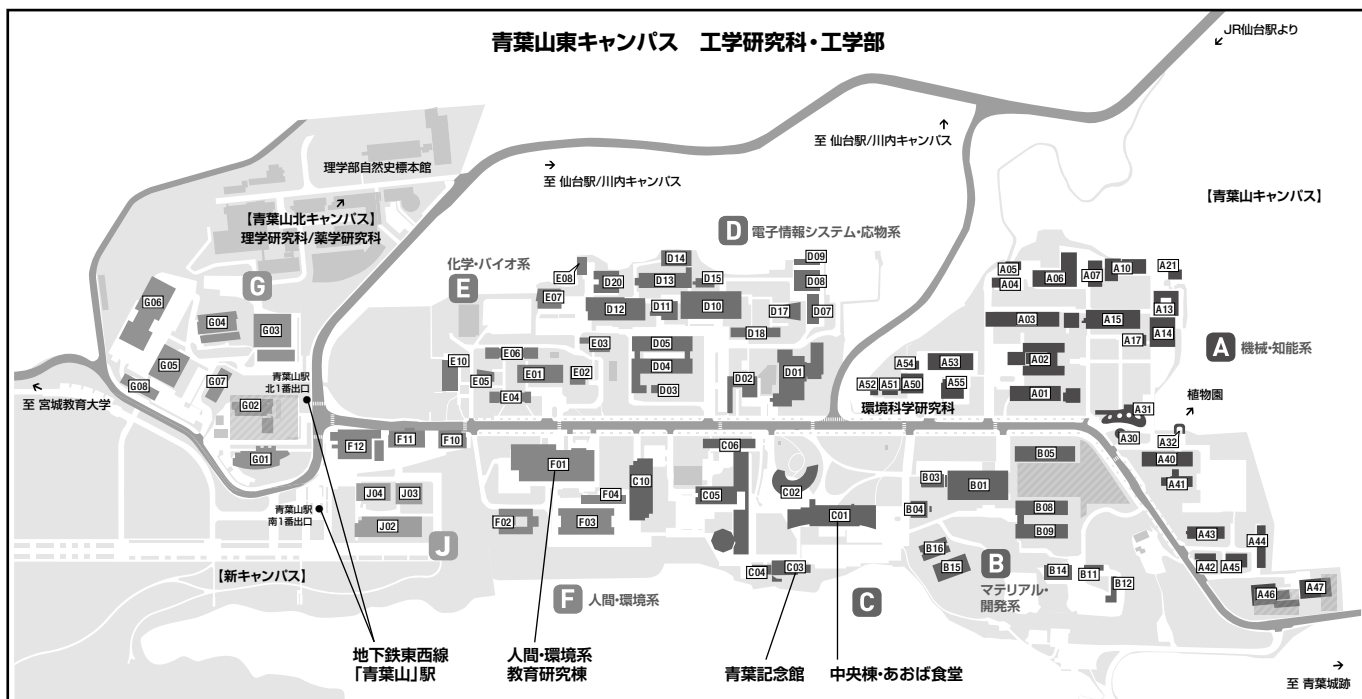 青葉山東キャンパス 工学研究科・工学部
JR仙台駅より
至 仙台駅/川内キャンパス
理学部自然史標本館
至 仙台駅/川内キャンパス
【青葉山キャンパス】
【青葉山北キャンパス】
理学研究科/薬学研究科
D 電子情報システム・応物系
化学・バイオ系
E
G
A 機械・知能系
G06
G04
G03
G05
G08
G07
G02
G01
青葉山駅
北1番出口
至 宮城教育大学
E08
E07
E10
E06
E05
E01
E02
E03
E04
D14
D20
D13
D15
D12
D11
D10
D09
D08
D17
D07
D18
D05
D04
D03
D02
D01
A05
A04
A06
A07
A10
A21
A13
A03
A15
A14
A17
A02
A54
A53
A52
A51
A50
A55
A01
環境科学研究科
植物園
A31
A30
A32
A40
A41
F12
F11
F10
F01
F04
F02
F03
C10
C06
C05
C02
C01
C04
C03
B05
B03
B01
B04
B08
B09
B16
B15
B14
B11
B12
A43
A44
A42
A45
A46
A47
J04
J03
J02
青葉山駅
南1番出口
J
【新キャンパス】
F 人間・環境系
C
B
マテリアル・
開発系
地下鉄東西線
「青葉山」駅
人間・環境系
教育研究棟
青葉記念館
中央棟・あおば食堂
至 青葉城跡